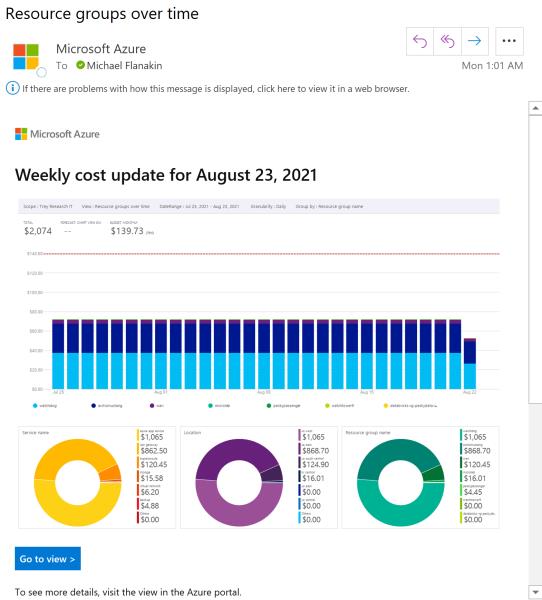 Resource groups over time
Microsoft Azure
To Michael Flanakin
Mon 1:01 AM
If there are problems with how this message is displayed, click here to view it in a web browser.
Microsoft Azure
Weekly cost update for August 23, 2021
Scope : Trey Research IT View : Resource groups over time DateRange : Jul 23, 2021 - Aug 23, 2021 Granularity : Daily Group by : Resource group name
TOTAL
$2,074
--
BUDGET: MONTHLY
$139.73 /mo
$140.00
$120.00
$100.00
$80.00
$60.00
$40.00
$20.00
$0.00
Jul 25 Aug 01 Aug 08 Aug 15 Aug 22
Service name
$1,065
$862.50
$120.45
$15.58
$6.20
$4.88
$0.00
Location
$1,065
$868.70
$124.90
$16.01
$0.00
$0.00
$0.00
Resource group name
$1,065
$868.70
$120.45
$16.01
$4.45
$0.00
$0.00
Go to view >
To see more details, visit the view in the Azure portal.